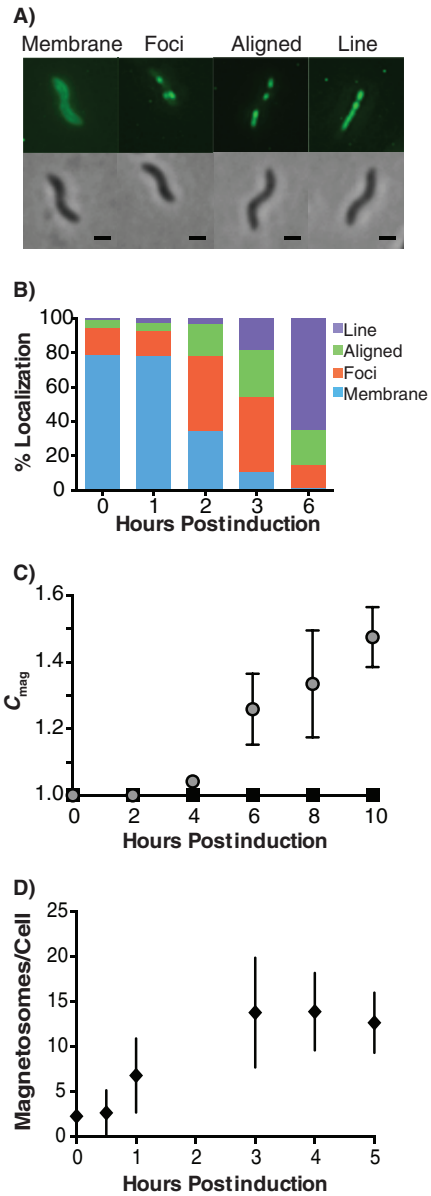 A)
Membrane Foci Aligned Line
B)
% Localization
100
80
60
40
20
0
0 1 2 3 6
Hours Postinduction
Line
Aligned
Foci
Membrane
C)
Cmag
1.6
1.4
1.2
1.0
0 2 4 6 8 10
Hours Postinduction
D)
Magnetosomes/Cell
25
20
15
10
5
0
0 1 2 3 4 5
Hours Postinduction